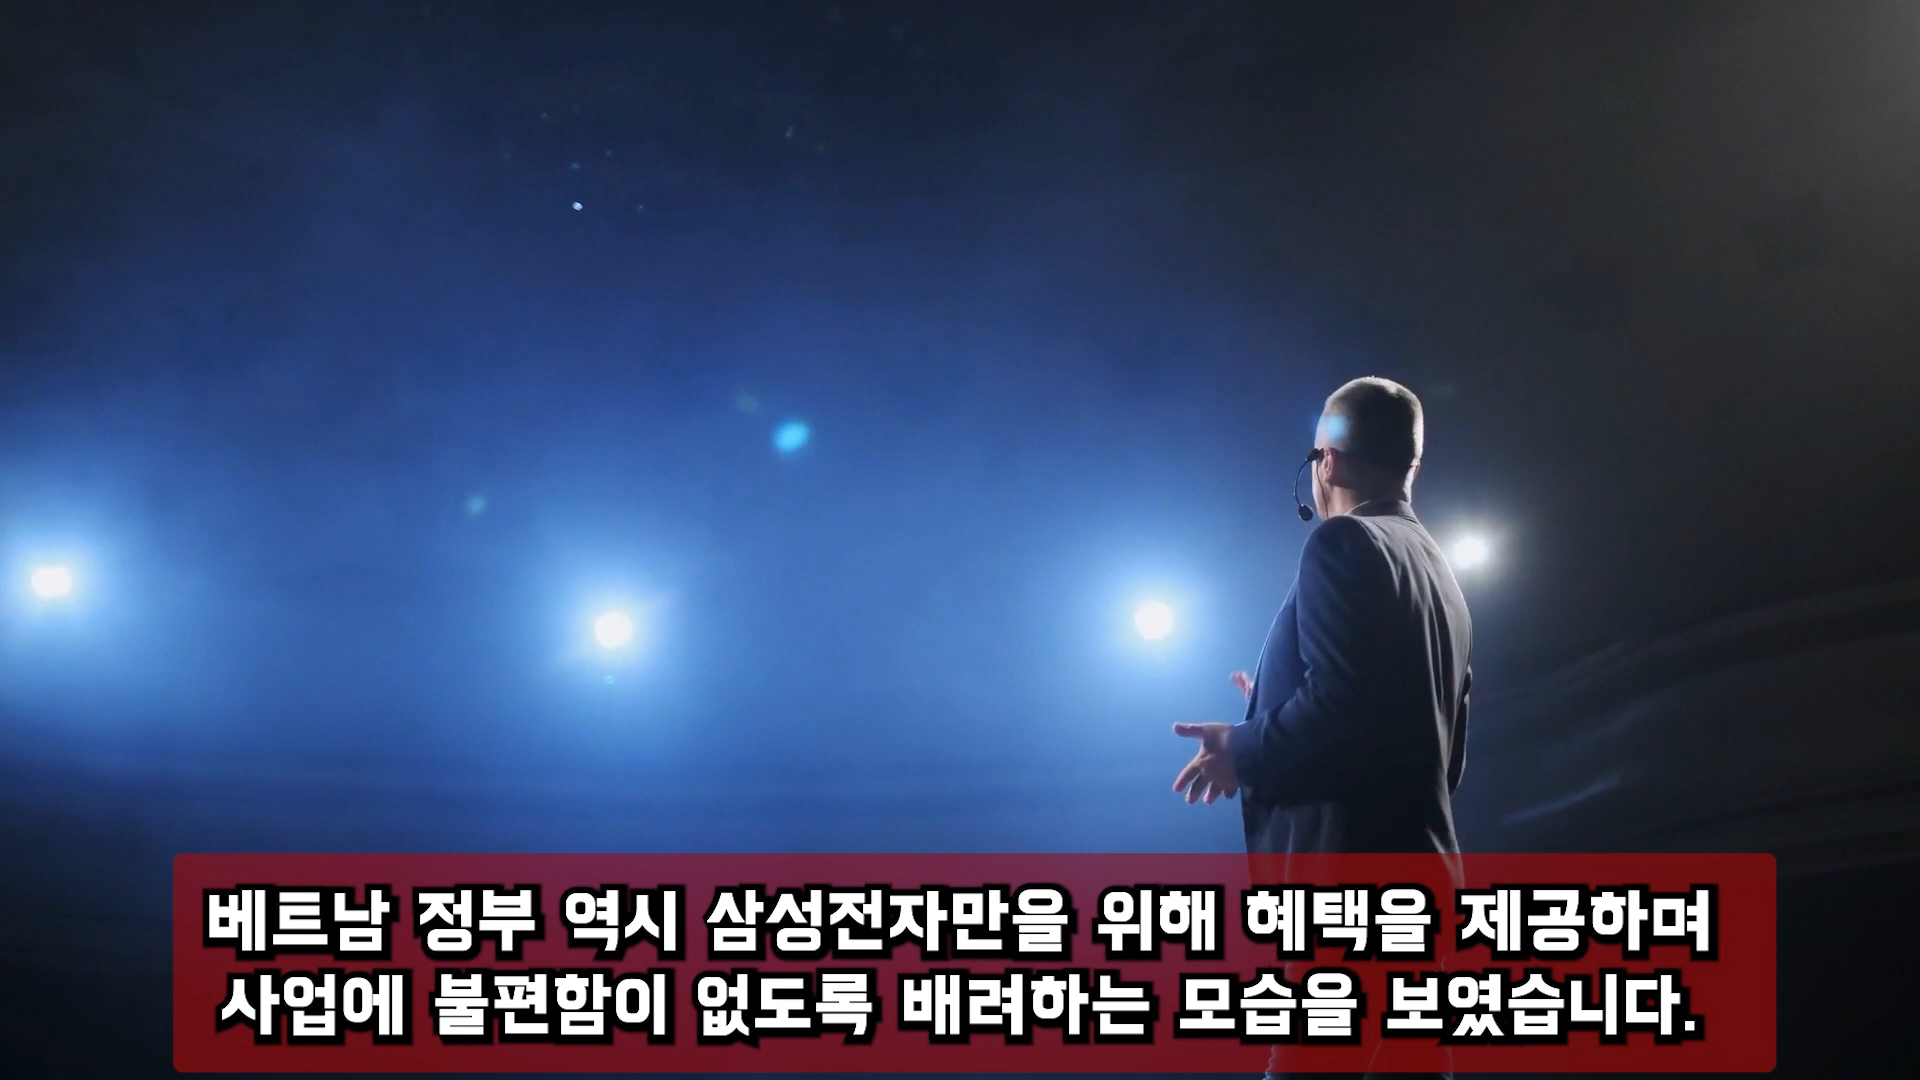 베트남 정부 역시 삼성전자만을 위해 혜택을 제공하며
사업에 불편함이 없도록 배려하는 모습을 보였습니다.